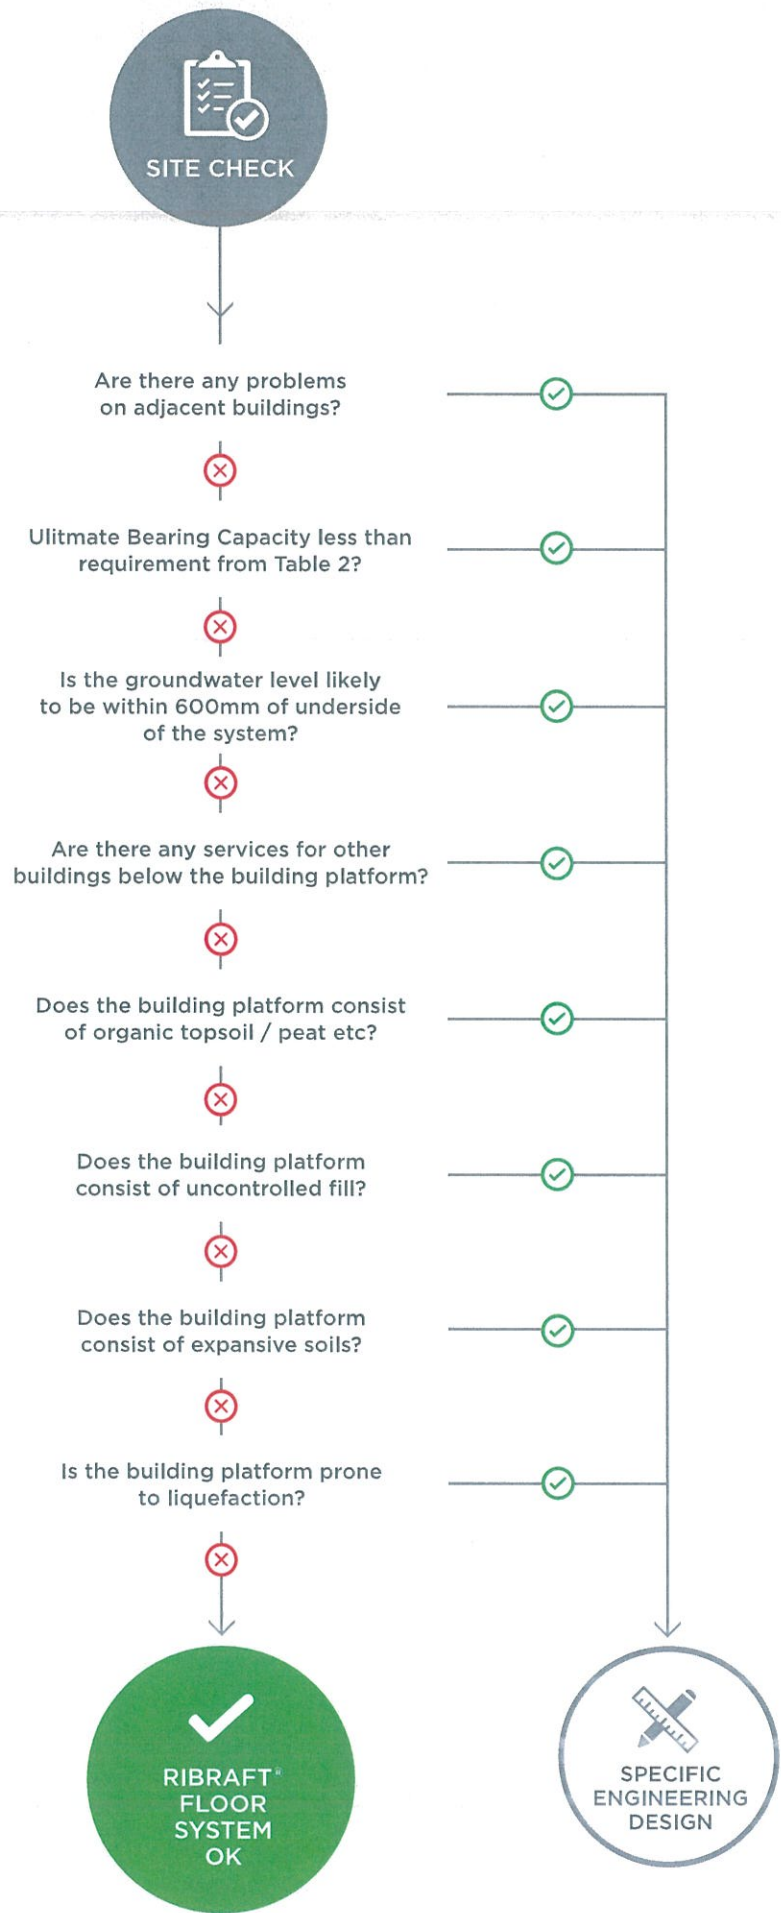 SITE CHECK
Are there any problems
on adjacent buildings?
Ulitmate Bearing Capacity less than
requirement from Table 2?
Is the groundwater level likely
to be within 600mm of underside
of the system?
Are there any services for other
buildings below the building platform?
Does the building platform consist
of organic topsoil / peat etc?
Does the building platform
consist of uncontrolled fill?
Does the building platform
consist of expansive soils?
Is the building platform prone
to liquefaction?
RIBRAFT®
FLOOR
SYSTEM
OK
SPECIFIC
ENGINEERING
DESIGN